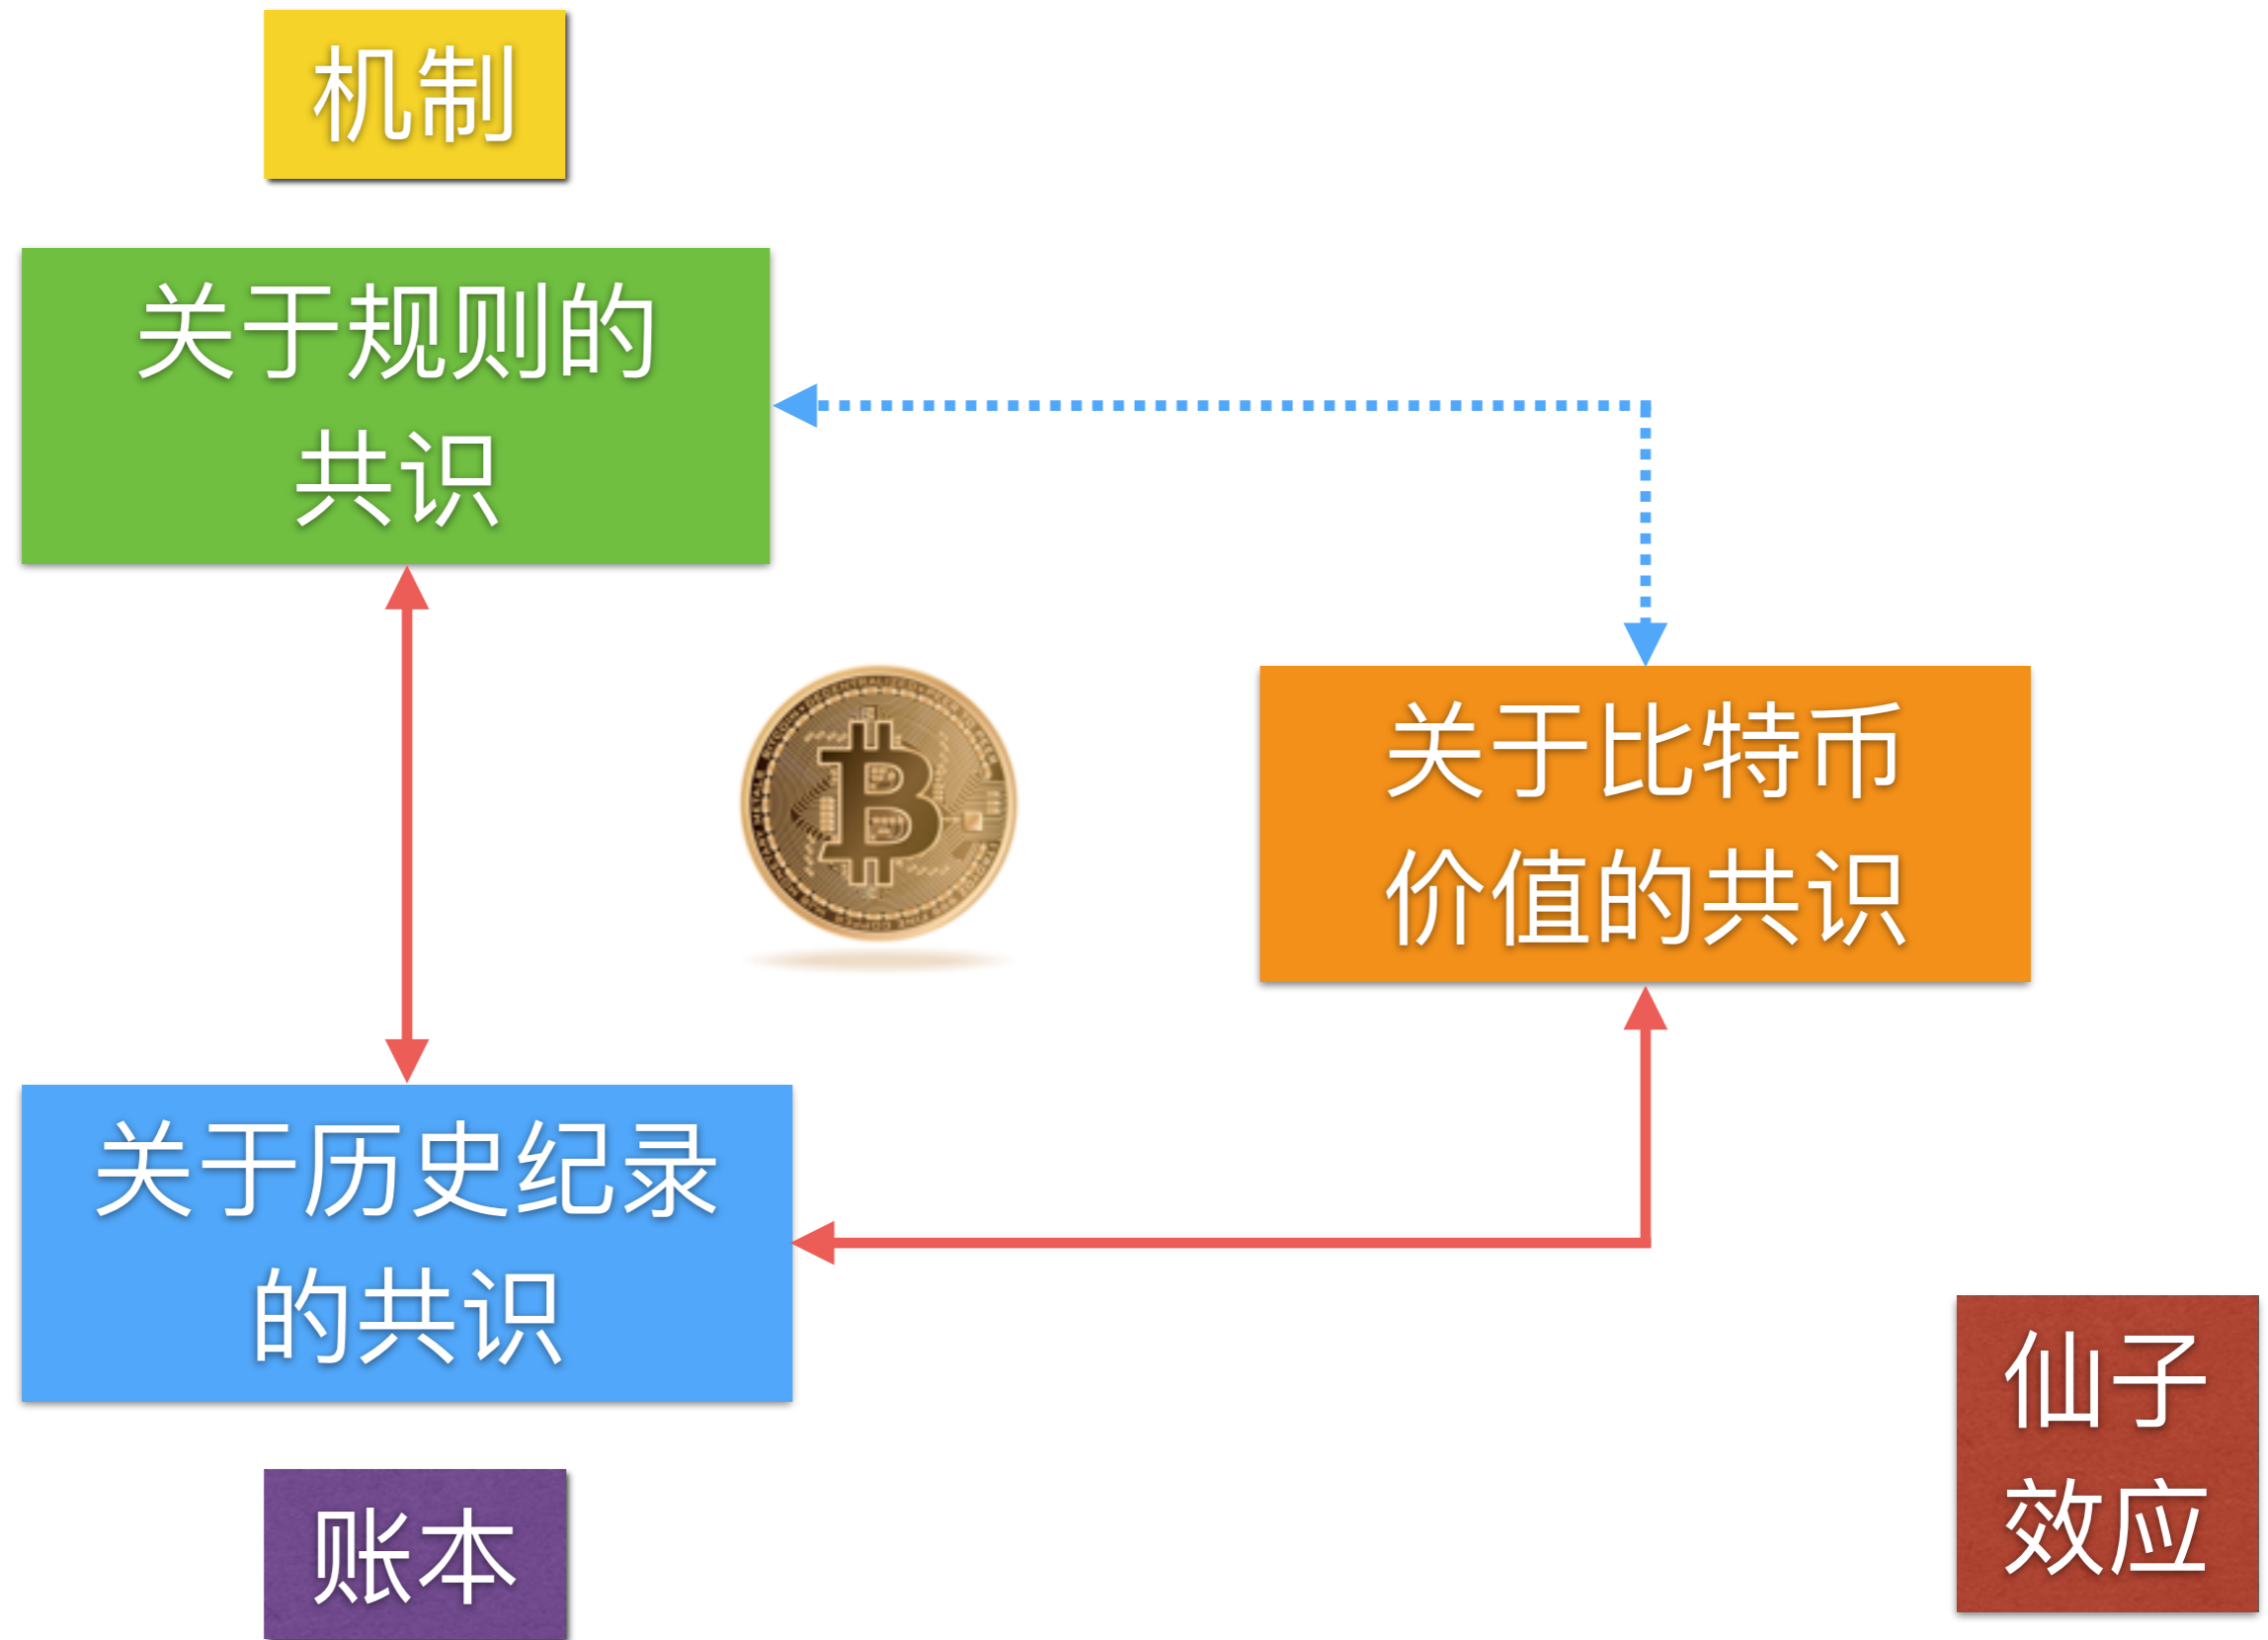 机制
关于规则的
共识
关于比特币
价值的共识
关于历史纪录
的共识
仙子
效应
账本